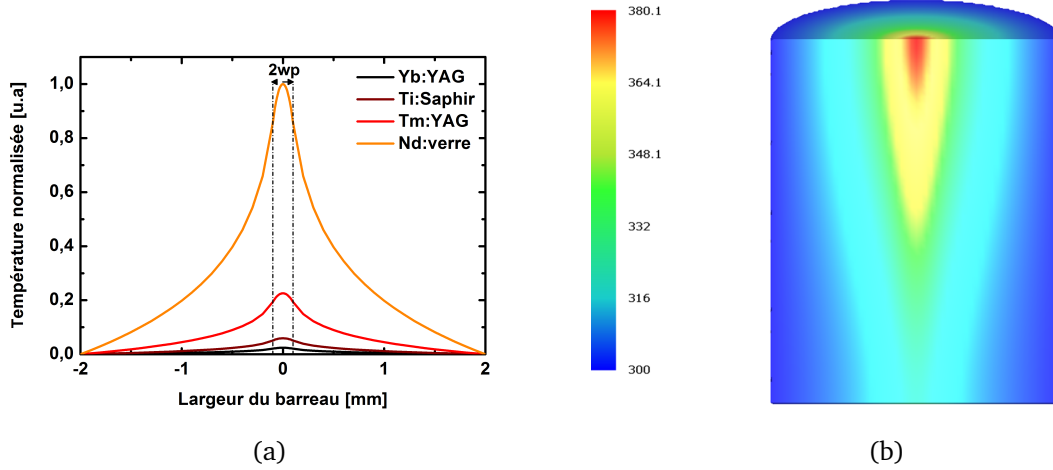 2wp
Yb:YAG
Ti:Saphir
Tm:YAG
Nd:verre
1,0
0,8
0,6
0,4
0,2
0,0
-2
-1
0
1
2
Température normalisée [u.a]
Largeur du barreau [mm]
(a)
380.1
364.1
348.1
332
316
300
(b)